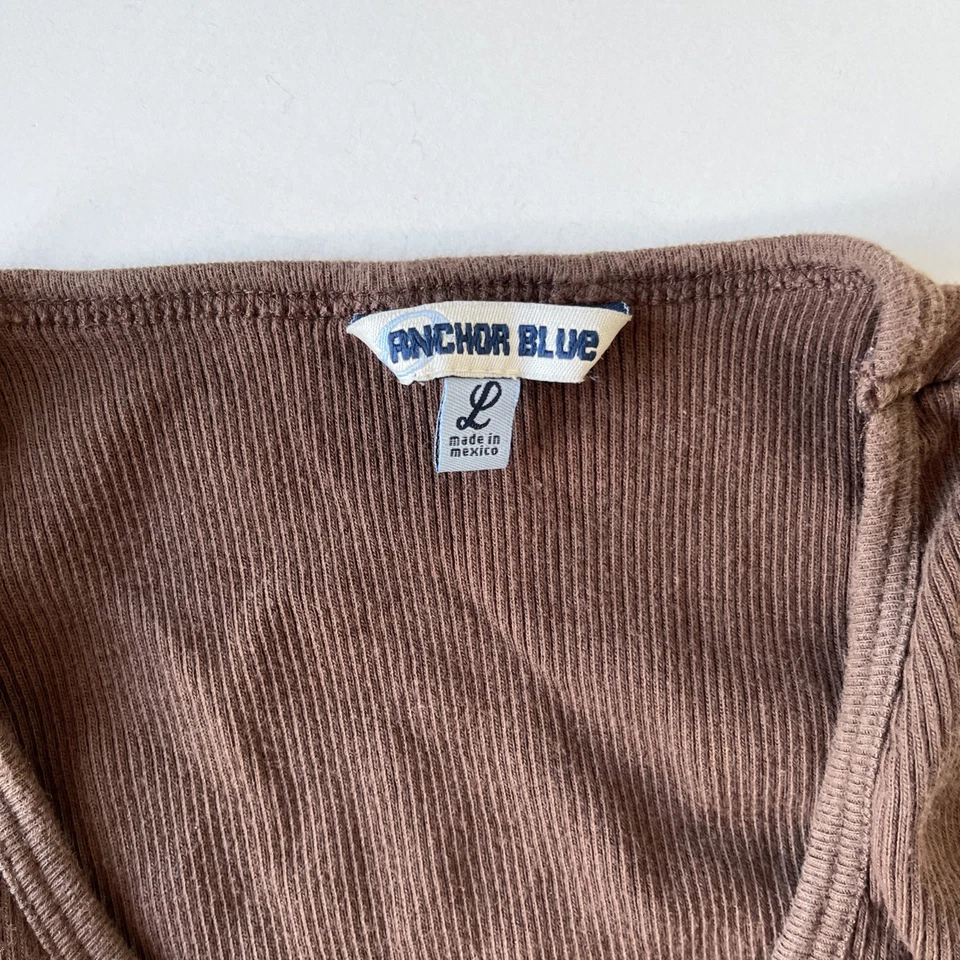 ANCHOR BLUe
L
made in
mexico